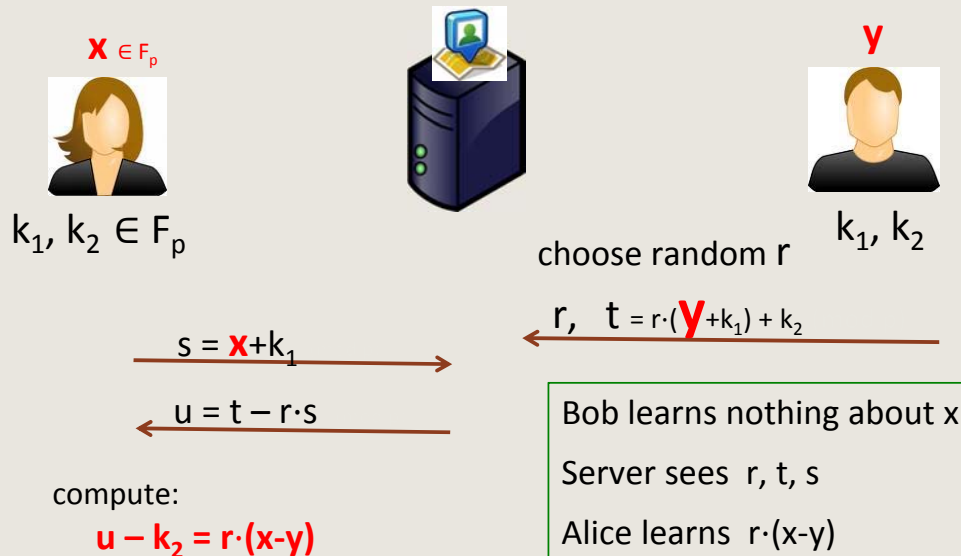 x ∈ Fp
y
k1, k2 ∈ Fp
k1, k2
choose random r
r, t = r·(y+k1) + k2
s = x+k1
u = t – r·s
compute:
u – k2 = r·(x-y)
Bob learns nothing about x
Server sees r, t, s
Alice learns r·(x-y)